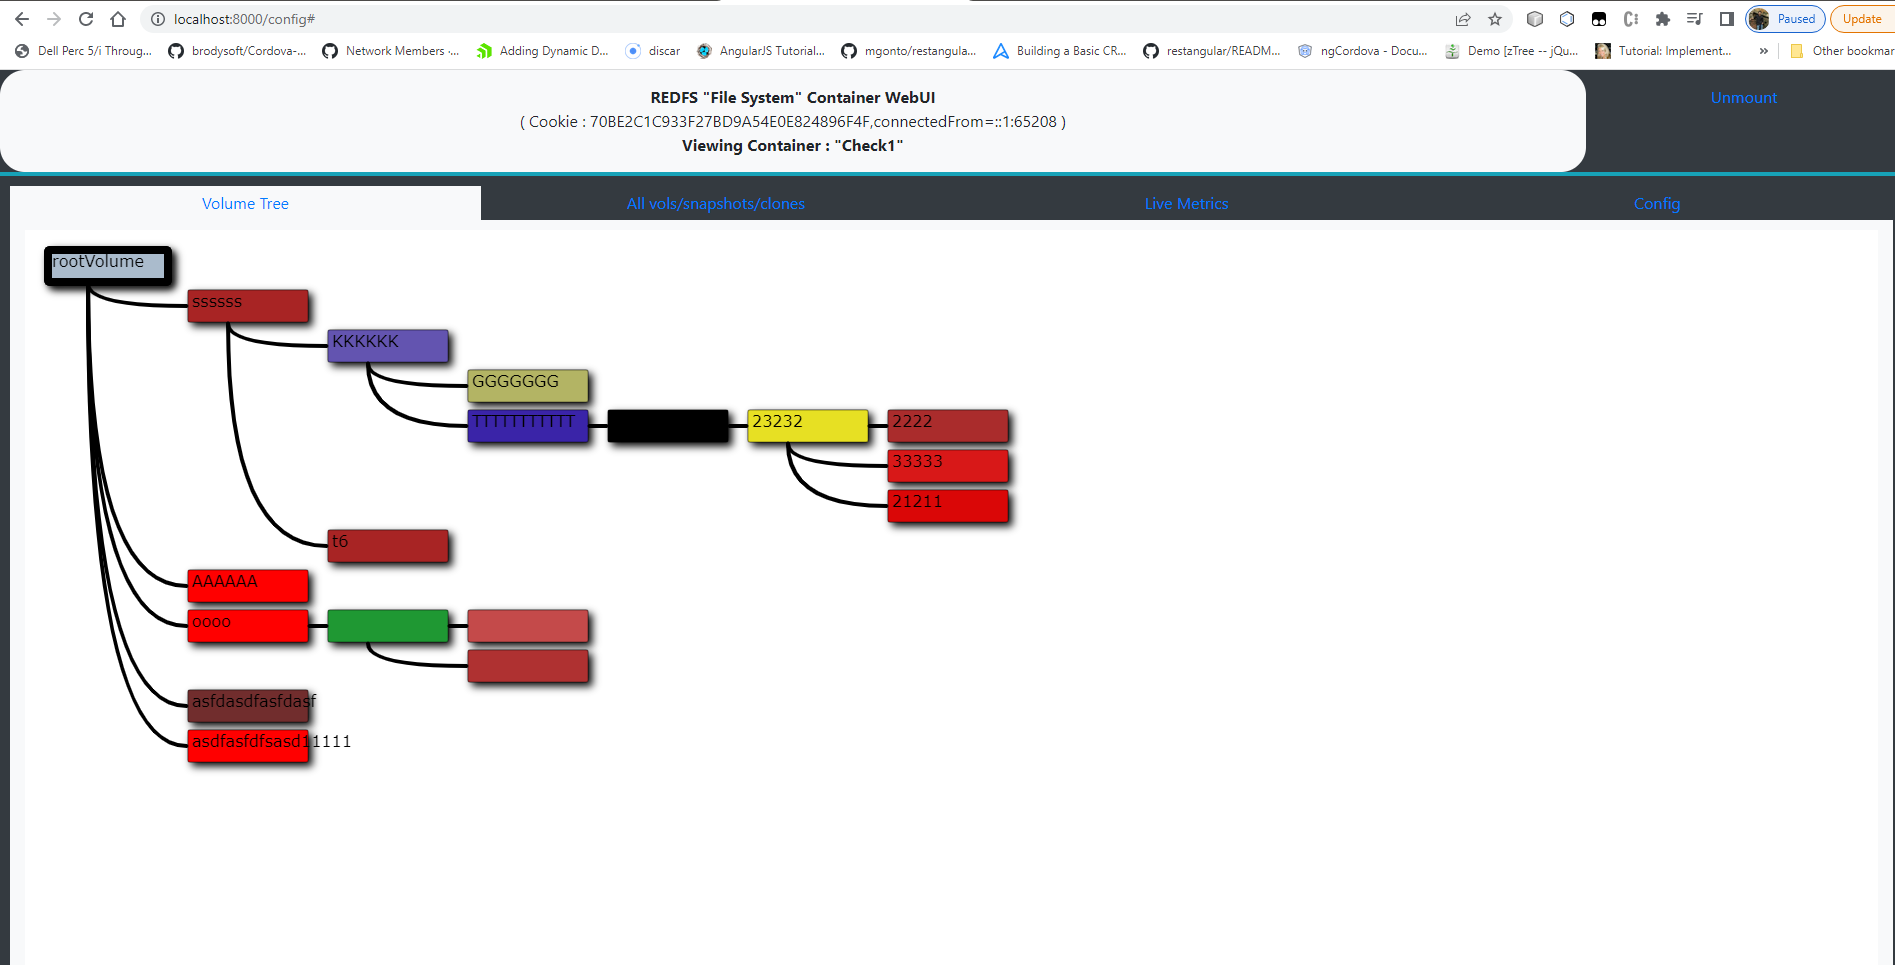 localhost:8000/config#
Paused
Update
Dell Perc 5/i Throug...
brodysoft/Cordova-...
Network Members ·...
Adding Dynamic D...
discar
AngularJS Tutorial...
mgonto/restangula...
Building a Basic CR...
restangular/READM...
ngCordova - Docu...
Demo [zTree -- jQu...
Tutorial: Implement...
»
Other bookmar
REDFS "File System" Container WebUI
Unmount
( Cookie : 70BE2C1C933F27BD9A54E0E824896F4F,connectedFrom=::1:65208 )
Viewing Container : "Check1"
Volume Tree
All vols/snapshots/clones
Live Metrics
Config
rootVolume
ssssss
KKKKKK
GGGGGGG
TTTTTTTTTTT
23232
2222
33333
21211
t6
AAAAAA
oooo
asfdasdfasfdasf
asdfasfdfsasd11111